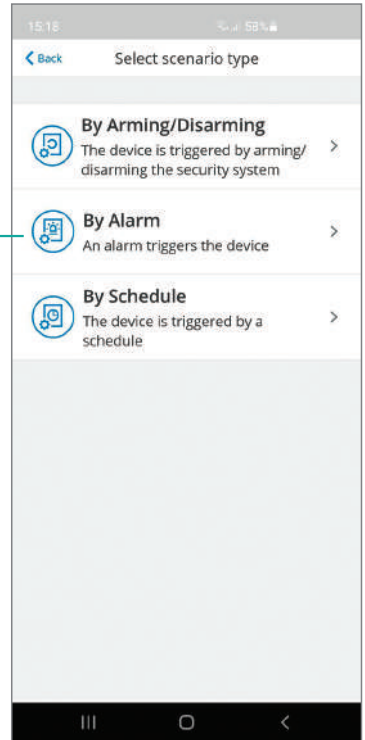 15:18
58%
Back
Select scenario type
By Arming/Disarming
The device is triggered by arming/
disarming the security system
By Alarm
An alarm triggers the device
By Schedule
The device is triggered by a
schedule